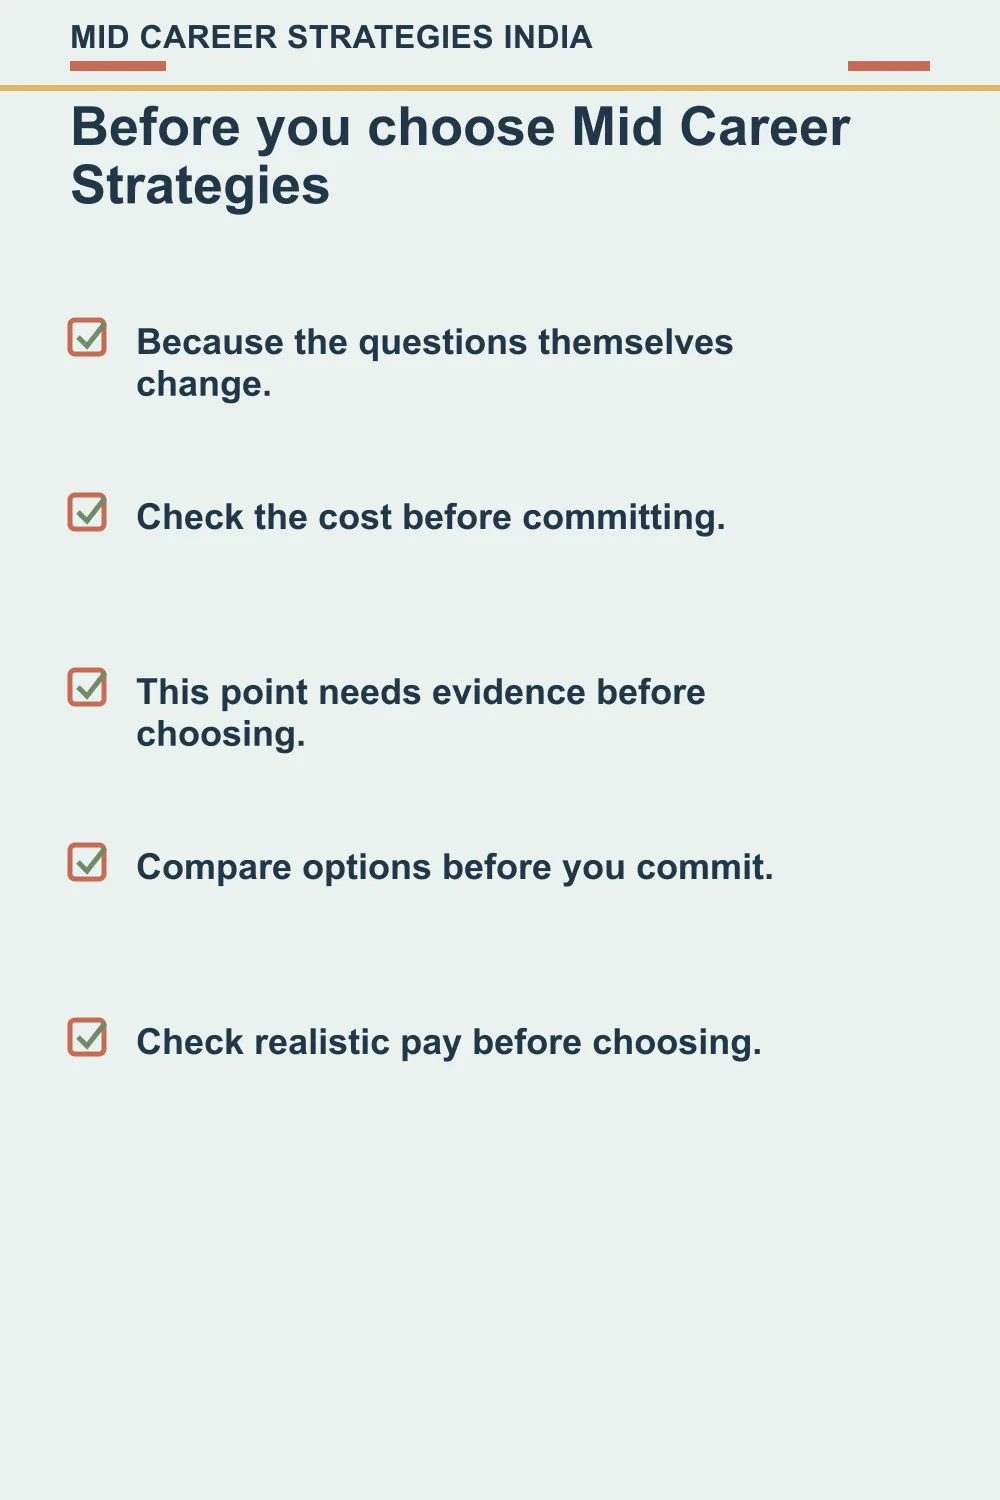 MID CAREER STRATEGIES INDIA
Before you choose Mid Career
Strategies
Because the questions themselves
change.
Check the cost before committing.
This point needs evidence before
choosing.
Compare options before you commit.
Check realistic pay before choosing.